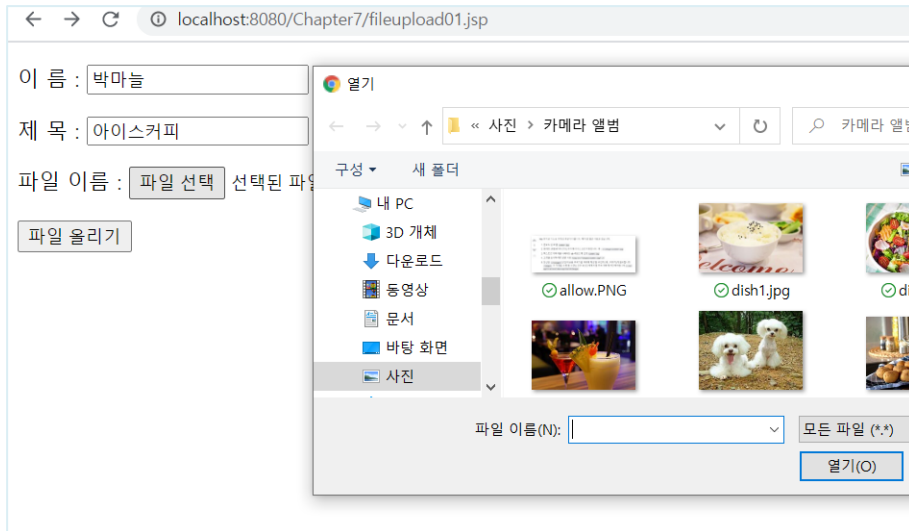 localhost:8080/Chapter7/fileupload01.jsp
이 름 : 박마늘
제 목 : 아이스커피
파일 이름 : 파일 선택 선택된 파일
파일 올리기
열기
« 사진 > 카메라 앨범
카메라 앨범
구성 새 폴더
내 PC
3D 개체
다운로드
동영상
문서
바탕 화면
사진
allow.PNG
dish1.jpg
di
welcome
파일 이름(N):
모든 파일 (*.*)
열기(O)